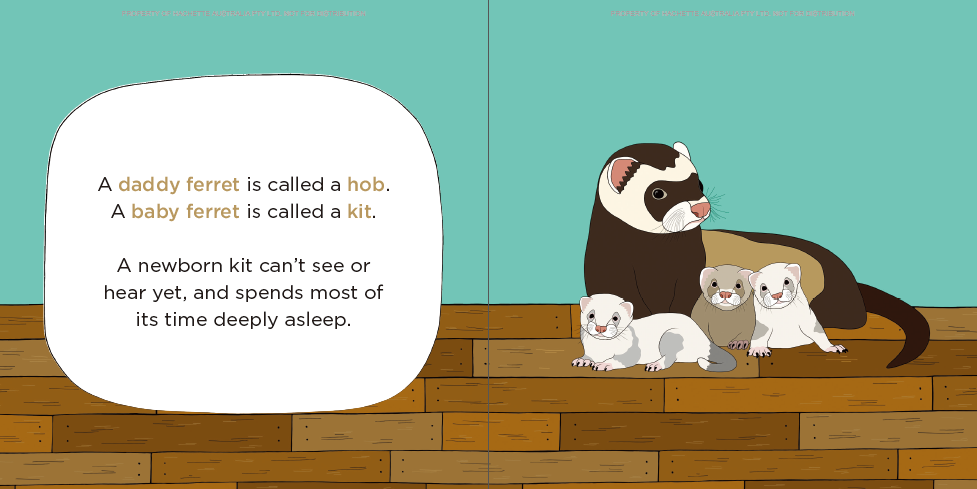 A daddy ferret is called a hob.
A baby ferret is called a kit.
A newborn kit can’t see or
hear yet, and spends most of
its time deeply asleep.